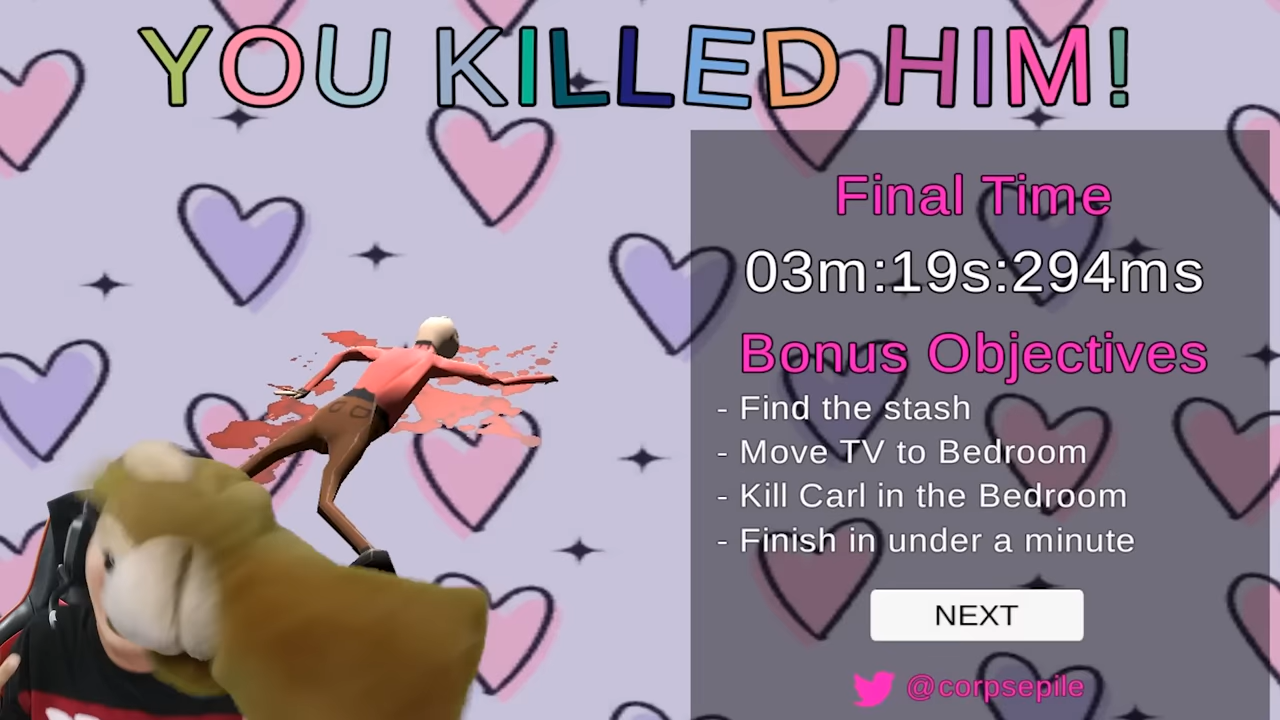 YOU KILLED HIM!
Final Time
03m:19s:294ms
Bonus Objectives
- Find the stash
- Move TV to Bedroom
- Kill Carl in the Bedroom
- Finish in under a minute
NEXT
@corpsepile